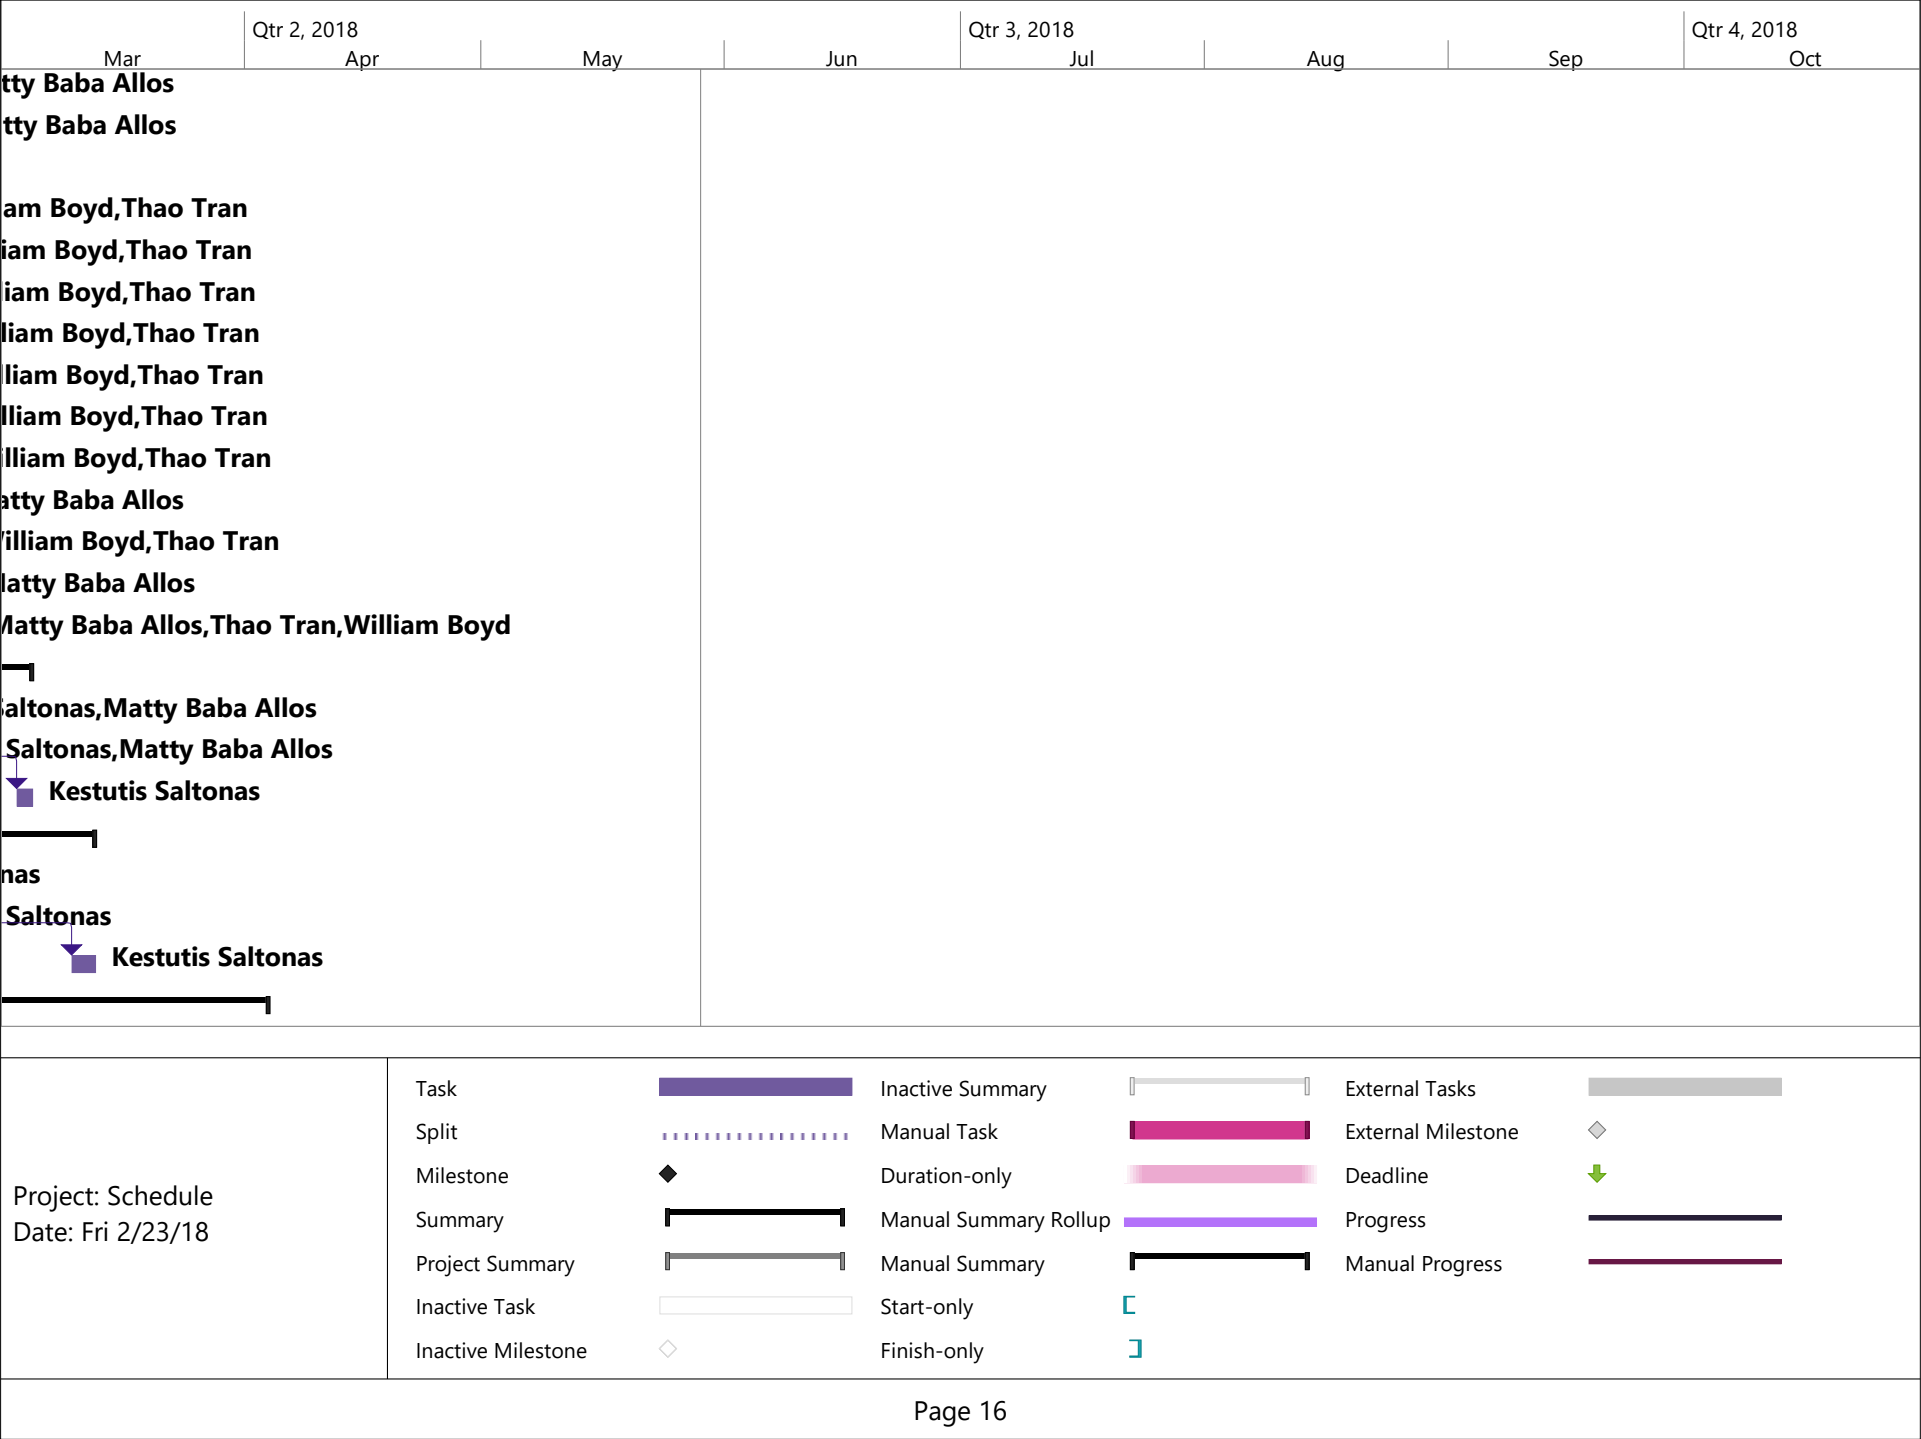 Qtr 2, 2018 Qtr 3, 2018 Qtr 4, 2018
Mar Apr May Jun Jul Aug Sep Oct
tty Baba Allos
tty Baba Allos
am Boyd,Thao Tran
iam Boyd,Thao Tran
iam Boyd,Thao Tran
liam Boyd,Thao Tran
lliam Boyd,Thao Tran
lliam Boyd,Thao Tran
illiam Boyd,Thao Tran
atty Baba Allos
illiam Boyd,Thao Tran
atty Baba Allos
Matty Baba Allos,Thao Tran,William Boyd
Saltonas,Matty Baba Allos
Saltonas,Matty Baba Allos
Kestutis Saltonas
nas
Saltonas
Kestutis Saltonas
Project: Schedule
Date: Fri 2/23/18
Task
Split
Milestone
Summary
Project Summary
Inactive Task
Inactive Milestone
Inactive Summary
Manual Task
Duration-only
Manual Summary Rollup
Manual Summary
Start-only
Finish-only
External Tasks
External Milestone
Deadline
Progress
Manual Progress
Page 16